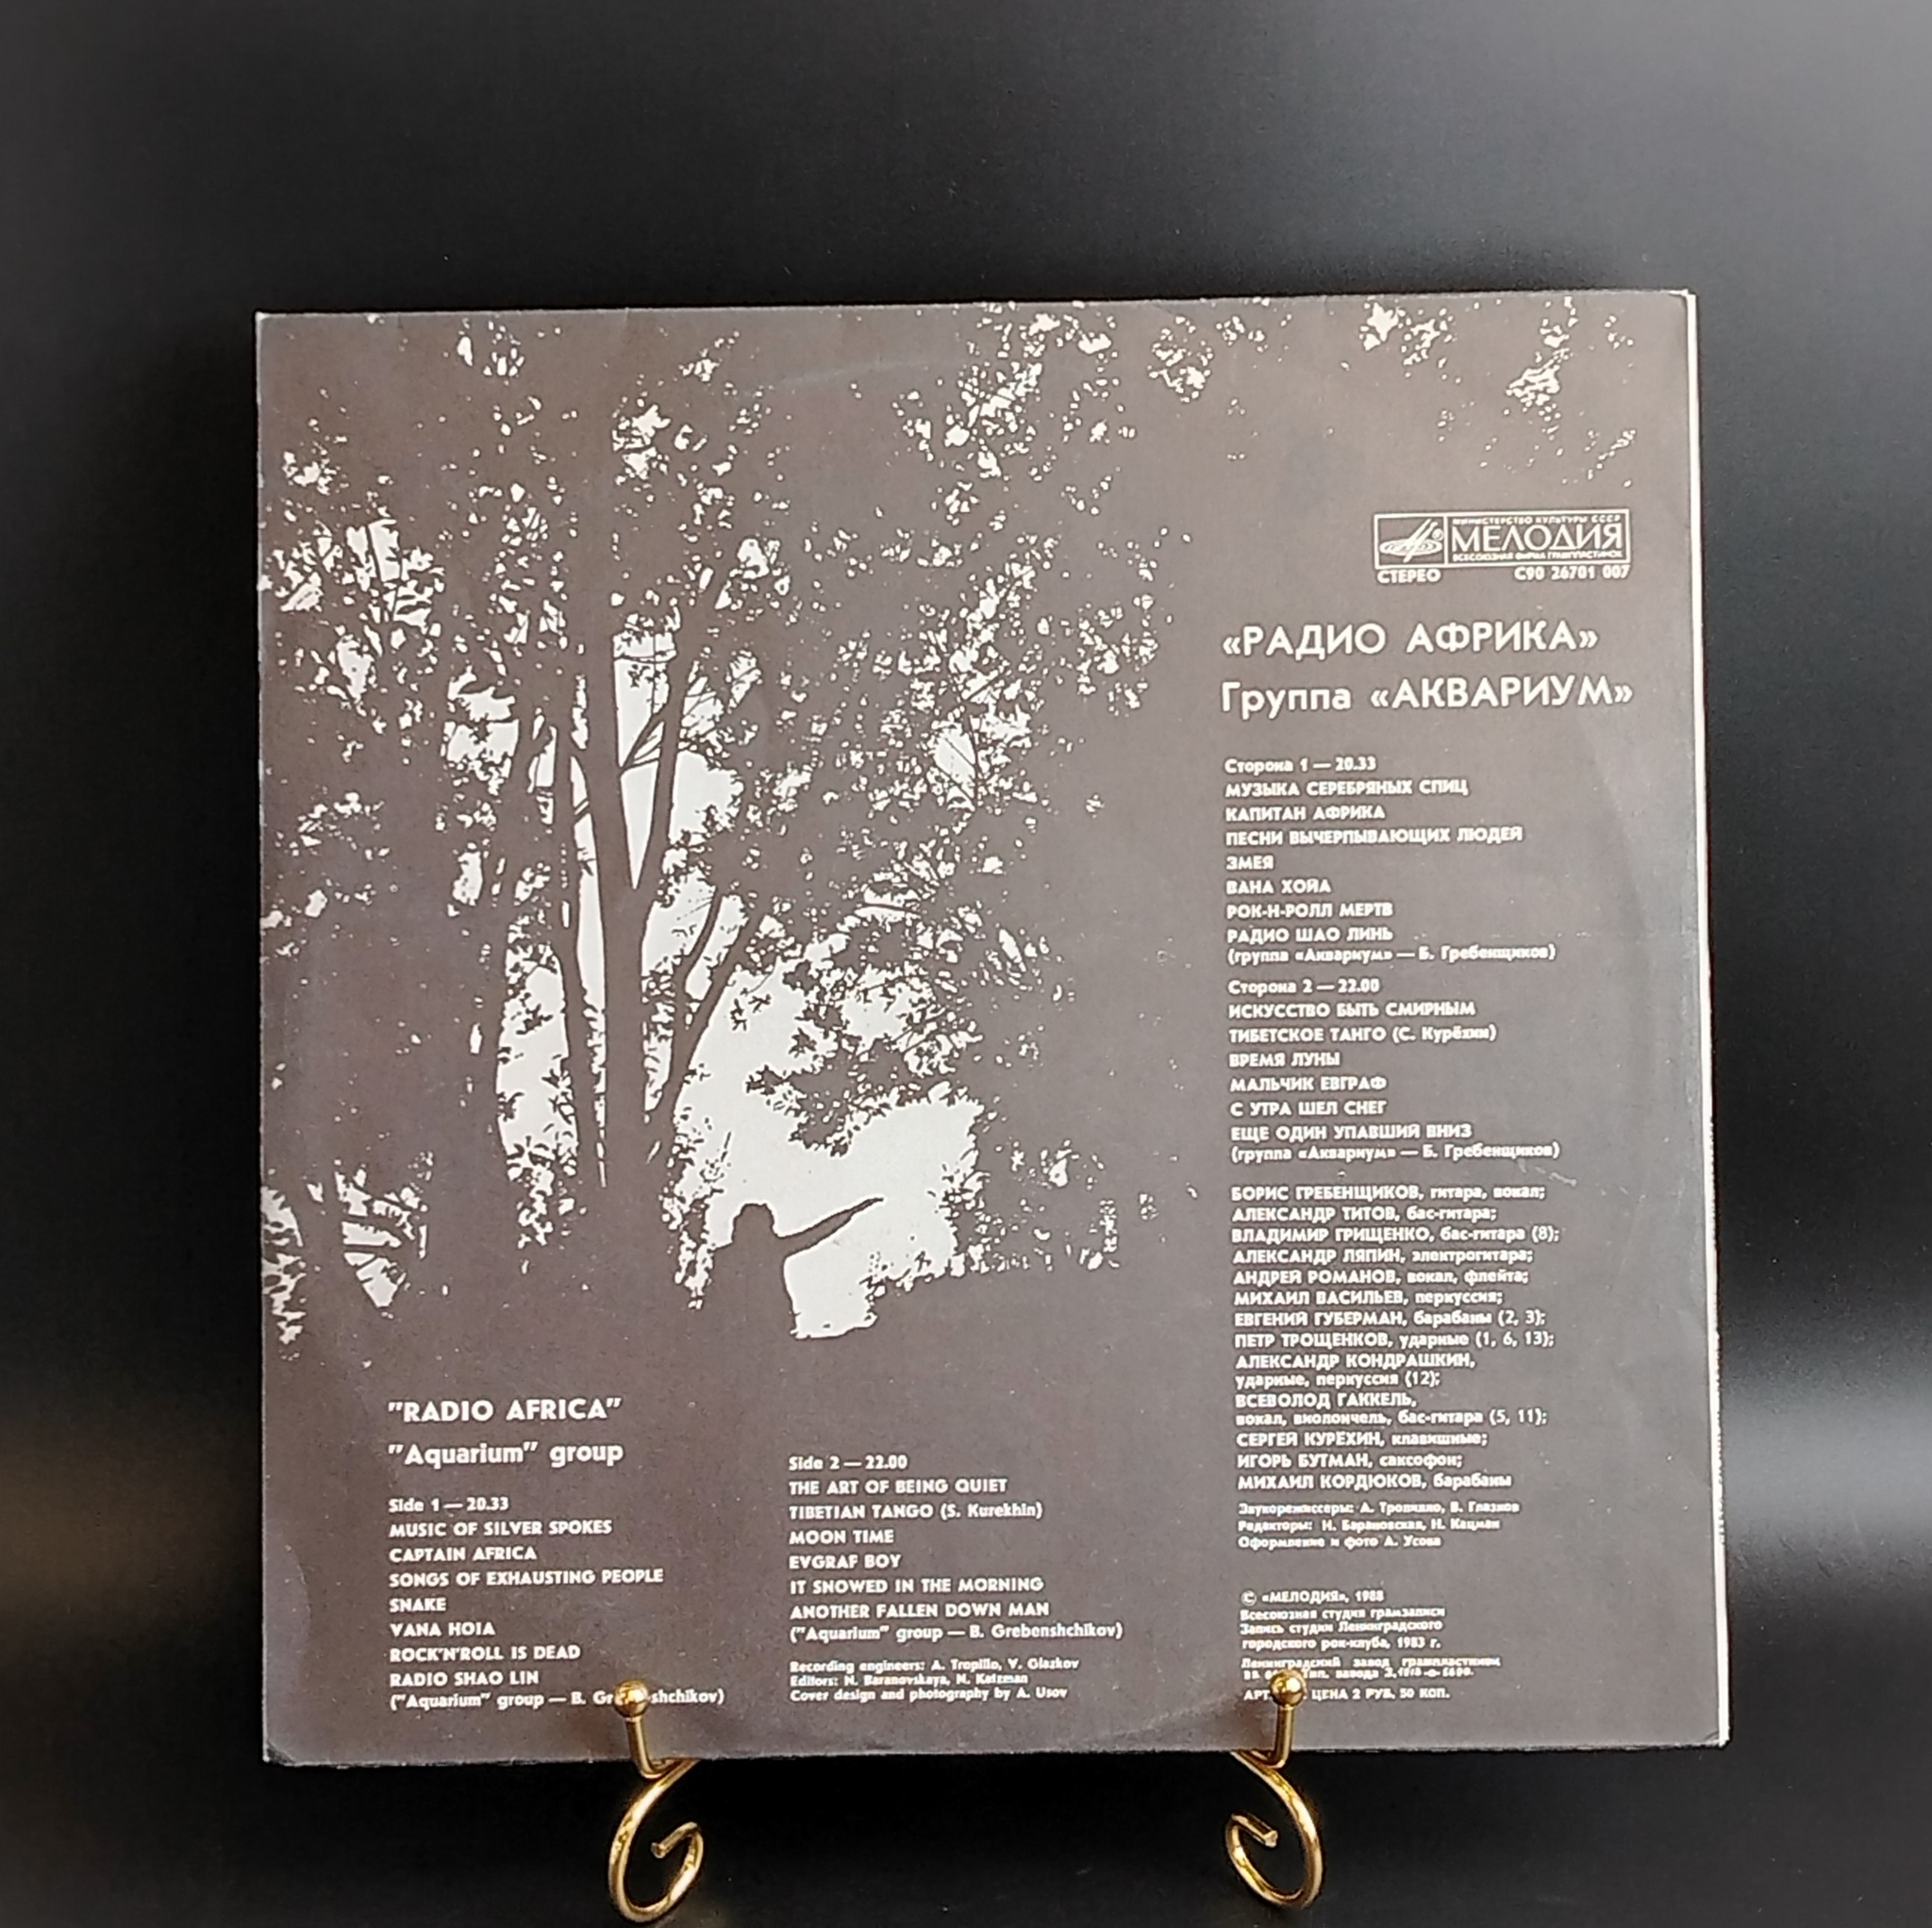 МИНИСТЕРСТВО КУЛЬТУРЫ СССР
МЕЛОДИЯ
ВСЕСОЮЗНАЯ ФИРМА ГРАМПЛАСТИНОК
СТЕРЕО С90 26701 007
«РАДИО АФРИКА»
Группа «АКВАРИУМ»
Сторона 1 — 20.33
МУЗЫКА СЕРЕБРЯНЫХ СПИЦ
КАПИТАН АФРИКА
ПЕСНИ ВЫЧЕРПЫВАЮЩИХ ЛЮДЕЙ
ЗМЕЯ
ВАНА ХОЙА
РОК-Н-РОЛЛ МЕРТВ
РАДИО ШАО ЛИНЬ
(группа «Аквариум» — Б. Гребенщиков)
Сторона 2 — 22.00
ИСКУССТВО БЫТЬ СМИРНЫМ
ТИБЕТСКОЕ ТАНГО (С. Курёхин)
ВРЕМЯ ЛУНЫ
МАЛЬЧИК ЕВГРАФ
С УТРА ШЕЛ СНЕГ
ЕЩЕ ОДИН УПАВШИЙ ВНИЗ
(группа «Аквариум» — Б. Гребенщиков)
БОРИС ГРЕБЕНЩИКОВ, гитара, вокал;
АЛЕКСАНДР ТИТОВ, бас-гитара;
ВЛАДИМИР ГРИЩЕНКО, бас-гитара (8);
АЛЕКСАНДР ЛЯПИН, электрогитара;
АНДРЕЙ РОМАНОВ, вокал, флейта;
МИХАИЛ ВАСИЛЬЕВ, перкуссия;
ЕВГЕНИЙ ГУБЕРМАН, барабаны (2, 3);
ПЕТР ТРОЩЕНКОВ, ударные (1, 6, 13);
АЛЕКСАНДР КОНДРАШКИН,
ударные, перкуссия (12);
ВСЕВОЛОД ГАККЕЛЬ,
вокал, виолончель, бас-гитара (5, 11);
СЕРГЕЙ КУРЁХИН, клавишные;
ИГОРЬ БУТМАН, саксофон;
МИХАИЛ КОРДЮКОВ, барабаны
Звукорежиссеры: А. Тропилло, В. Глазков
Редакторы: Н. Барановская, Н. Кацман
Оформление и фото А. Усова
© «МЕЛОДИЯ», 1988
Всесоюзная студия грамзаписи
Запись студии Ленинградского
городского рок-клуба, 1983 г.
Ленинградский завод грампластинок
Тип. завода З.
АРТ. ЦЕНА 2 РУБ. 50 КОП.
"RADIO AFRICA"
"Aquarium" group
Side 1 — 20.33
MUSIC OF SILVER SPOKES
CAPTAIN AFRICA
SONGS OF EXHAUSTING PEOPLE
SNAKE
VANA HOIA
ROCK'N'ROLL IS DEAD
RADIO SHAO LIN
("Aquarium" group — B.
Side 2 — 22.00
THE ART OF BEING QUIET
TIBETIAN TANGO (S. Kurekhin)
MOON TIME
EVGRAF BOY
IT SNOWED IN THE MORNING
ANOTHER FALLEN DOWN MAN
("Aquarium" group — B. Grebenshchikov)
Recording engineers: A. Tropillo, V. Glazkov
Editors: N. Baranovskaya, N. Katzman
Cover design and photography by A. Usov